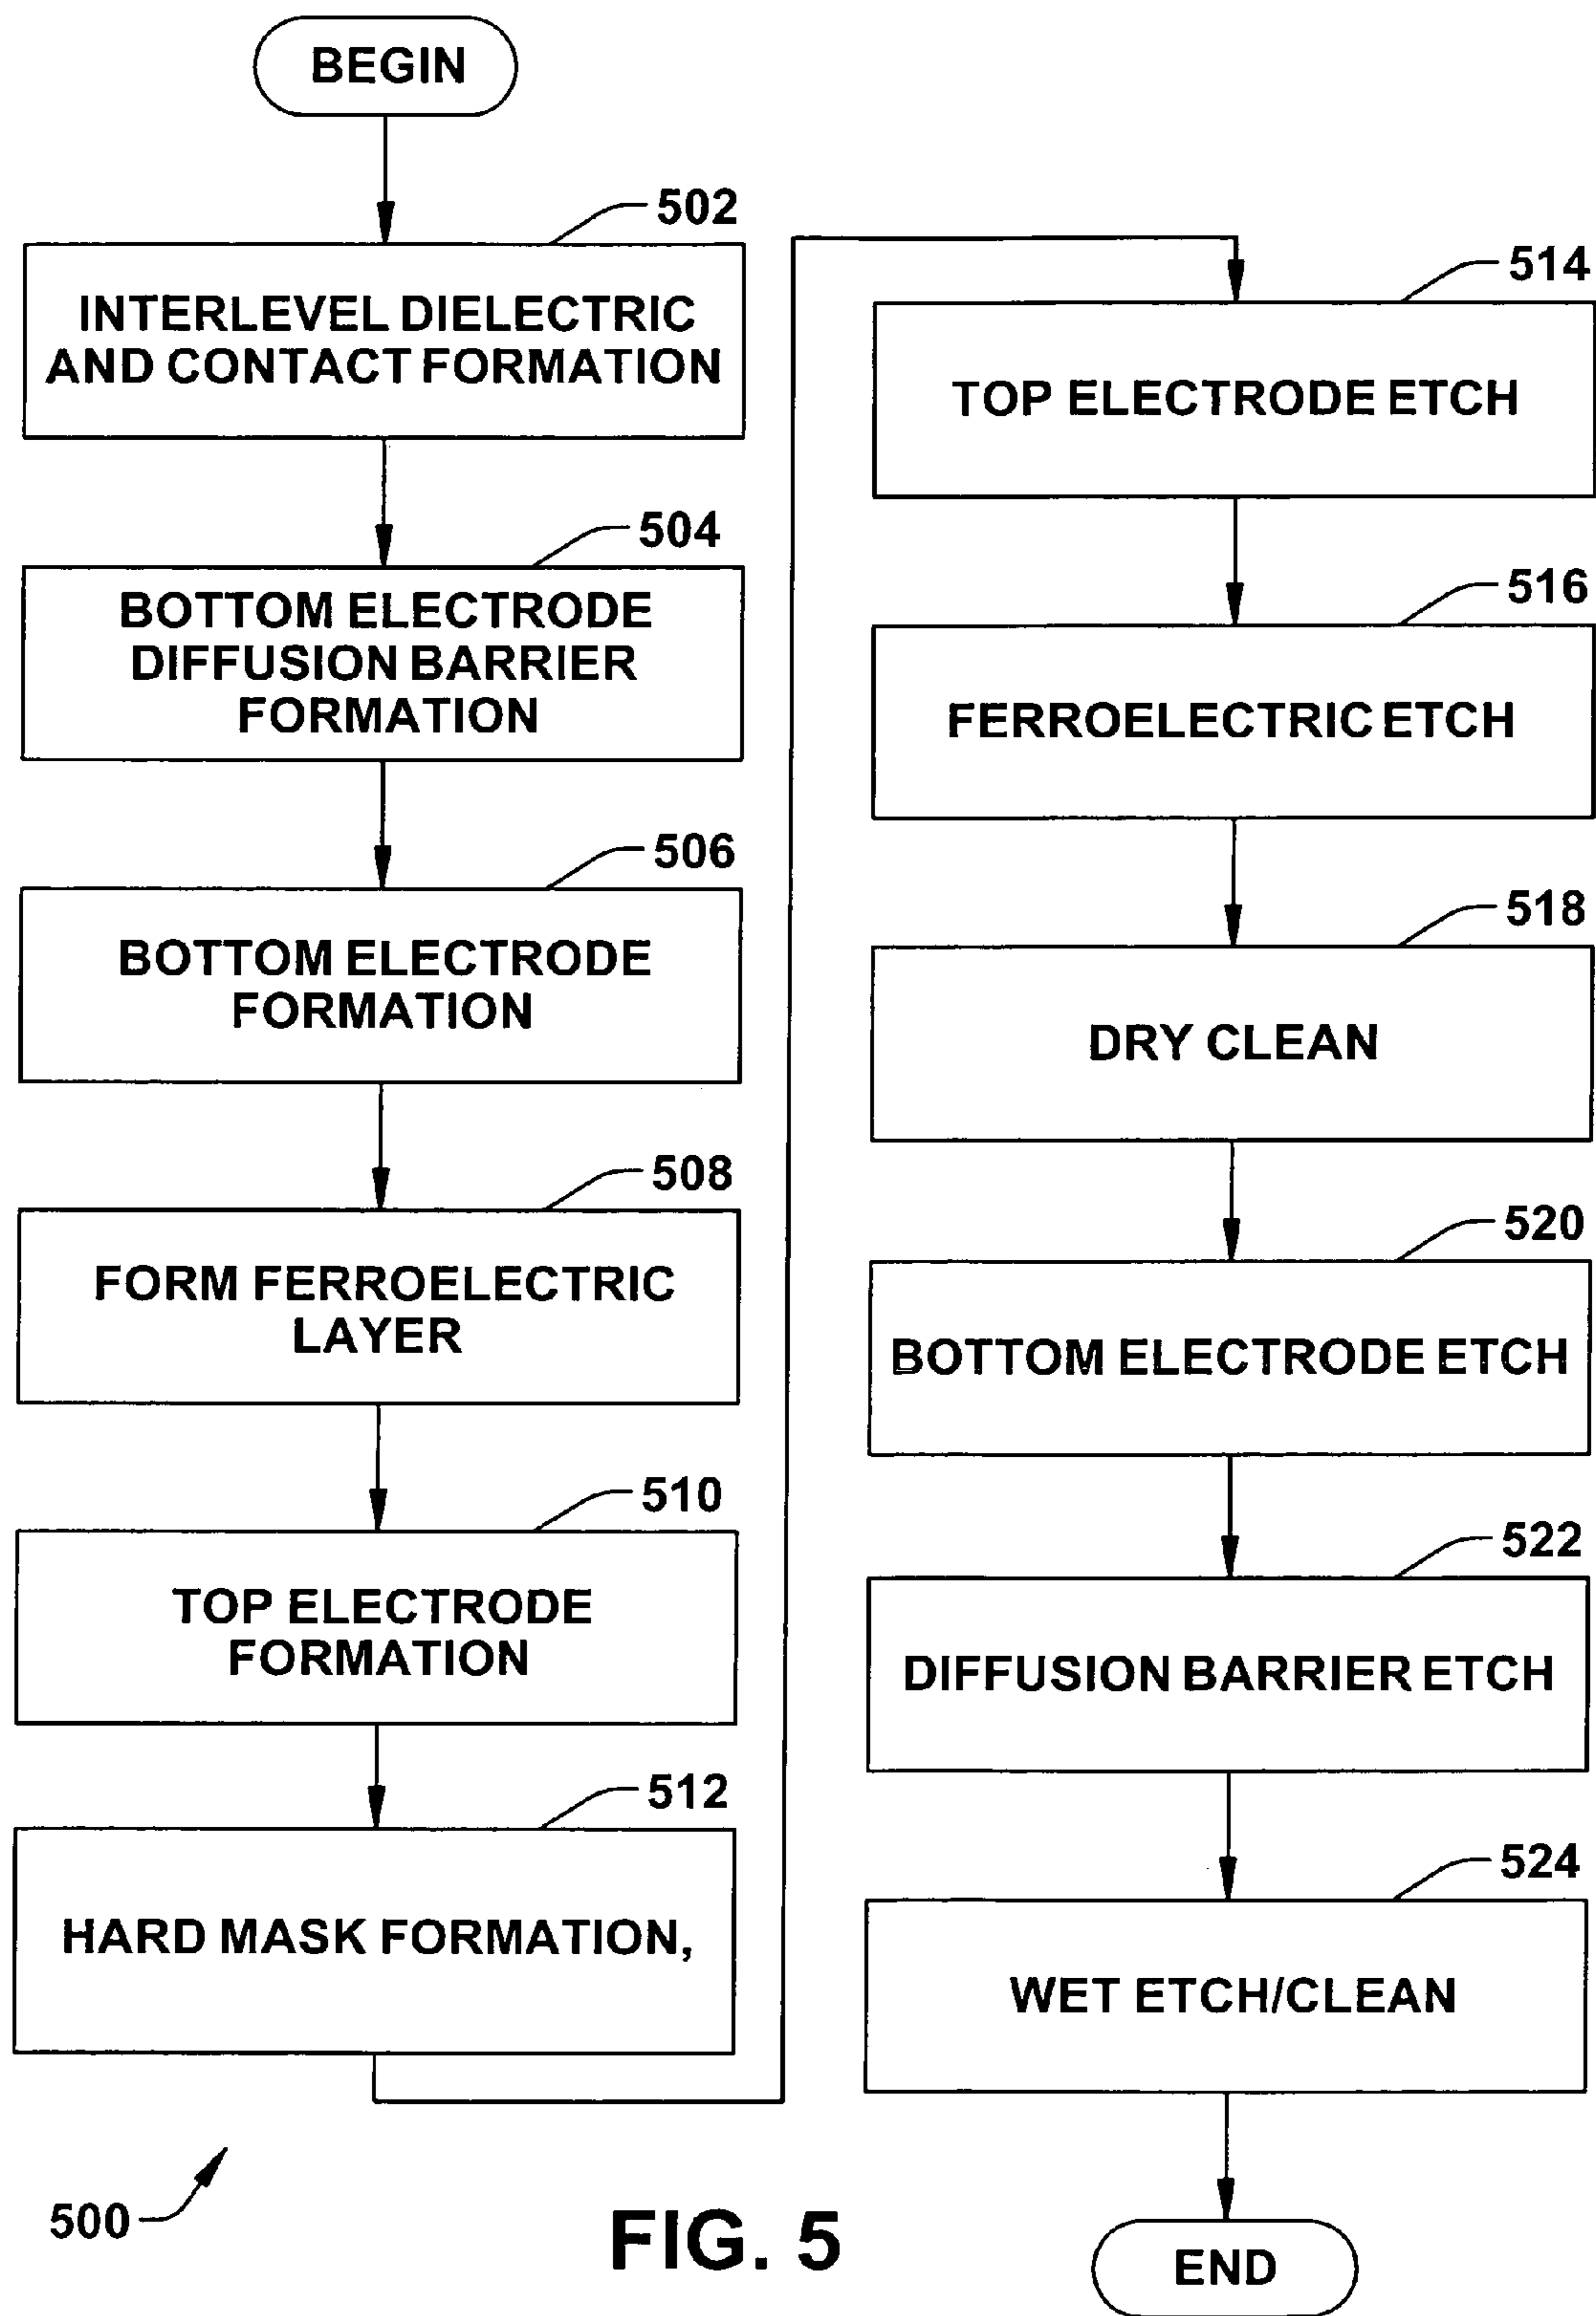 BEGIN
502
INTERLEVEL DIELECTRIC
AND CONTACT FORMATION
504
BOTTOM ELECTRODE
DIFFUSION BARRIER
FORMATION
506
BOTTOM ELECTRODE
FORMATION
508
FORM FERROELECTRIC
LAYER
510
TOP ELECTRODE
FORMATION
512
HARD MASK FORMATION,
514
TOP ELECTRODE ETCH
516
FERROELECTRIC ETCH
518
DRY CLEAN
520
BOTTOM ELECTRODE ETCH
522
DIFFUSION BARRIER ETCH
524
WET ETCH/CLEAN
END
500
FIG. 5